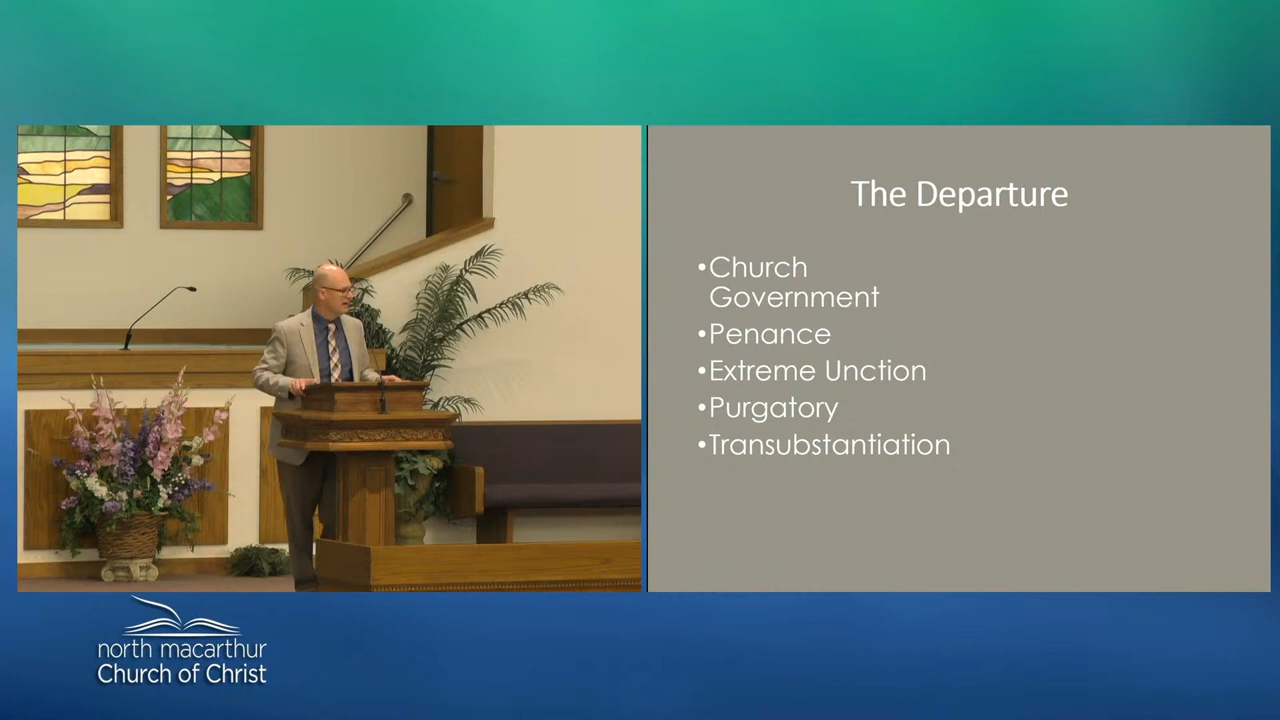 The Departure
•Church
Government
•Penance
•Extreme Unction
•Purgatory
•Transubstantiation
north macarthur
Church of Christ